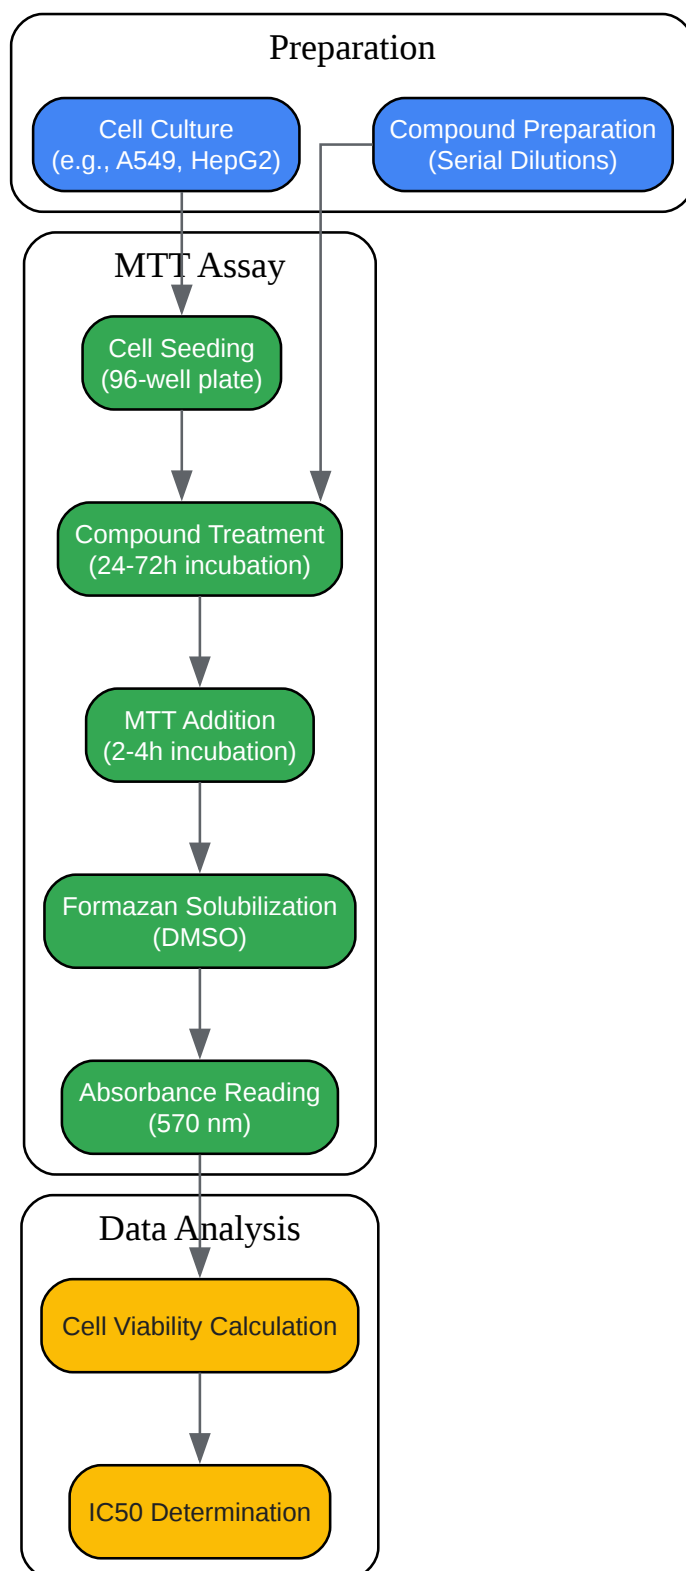 Preparation
Cell Culture
(e.g., A549, HepG2)
Compound Preparation
(Serial Dilutions)
MTT Assay
Cell Seeding
(96-well plate)
Compound Treatment
(24-72h incubation)
MTT Addition
(2-4h incubation)
Formazan Solubilization
(DMSO)
Absorbance Reading
(570 nm)
Data Analysis
Cell Viability Calculation
IC50 Determination